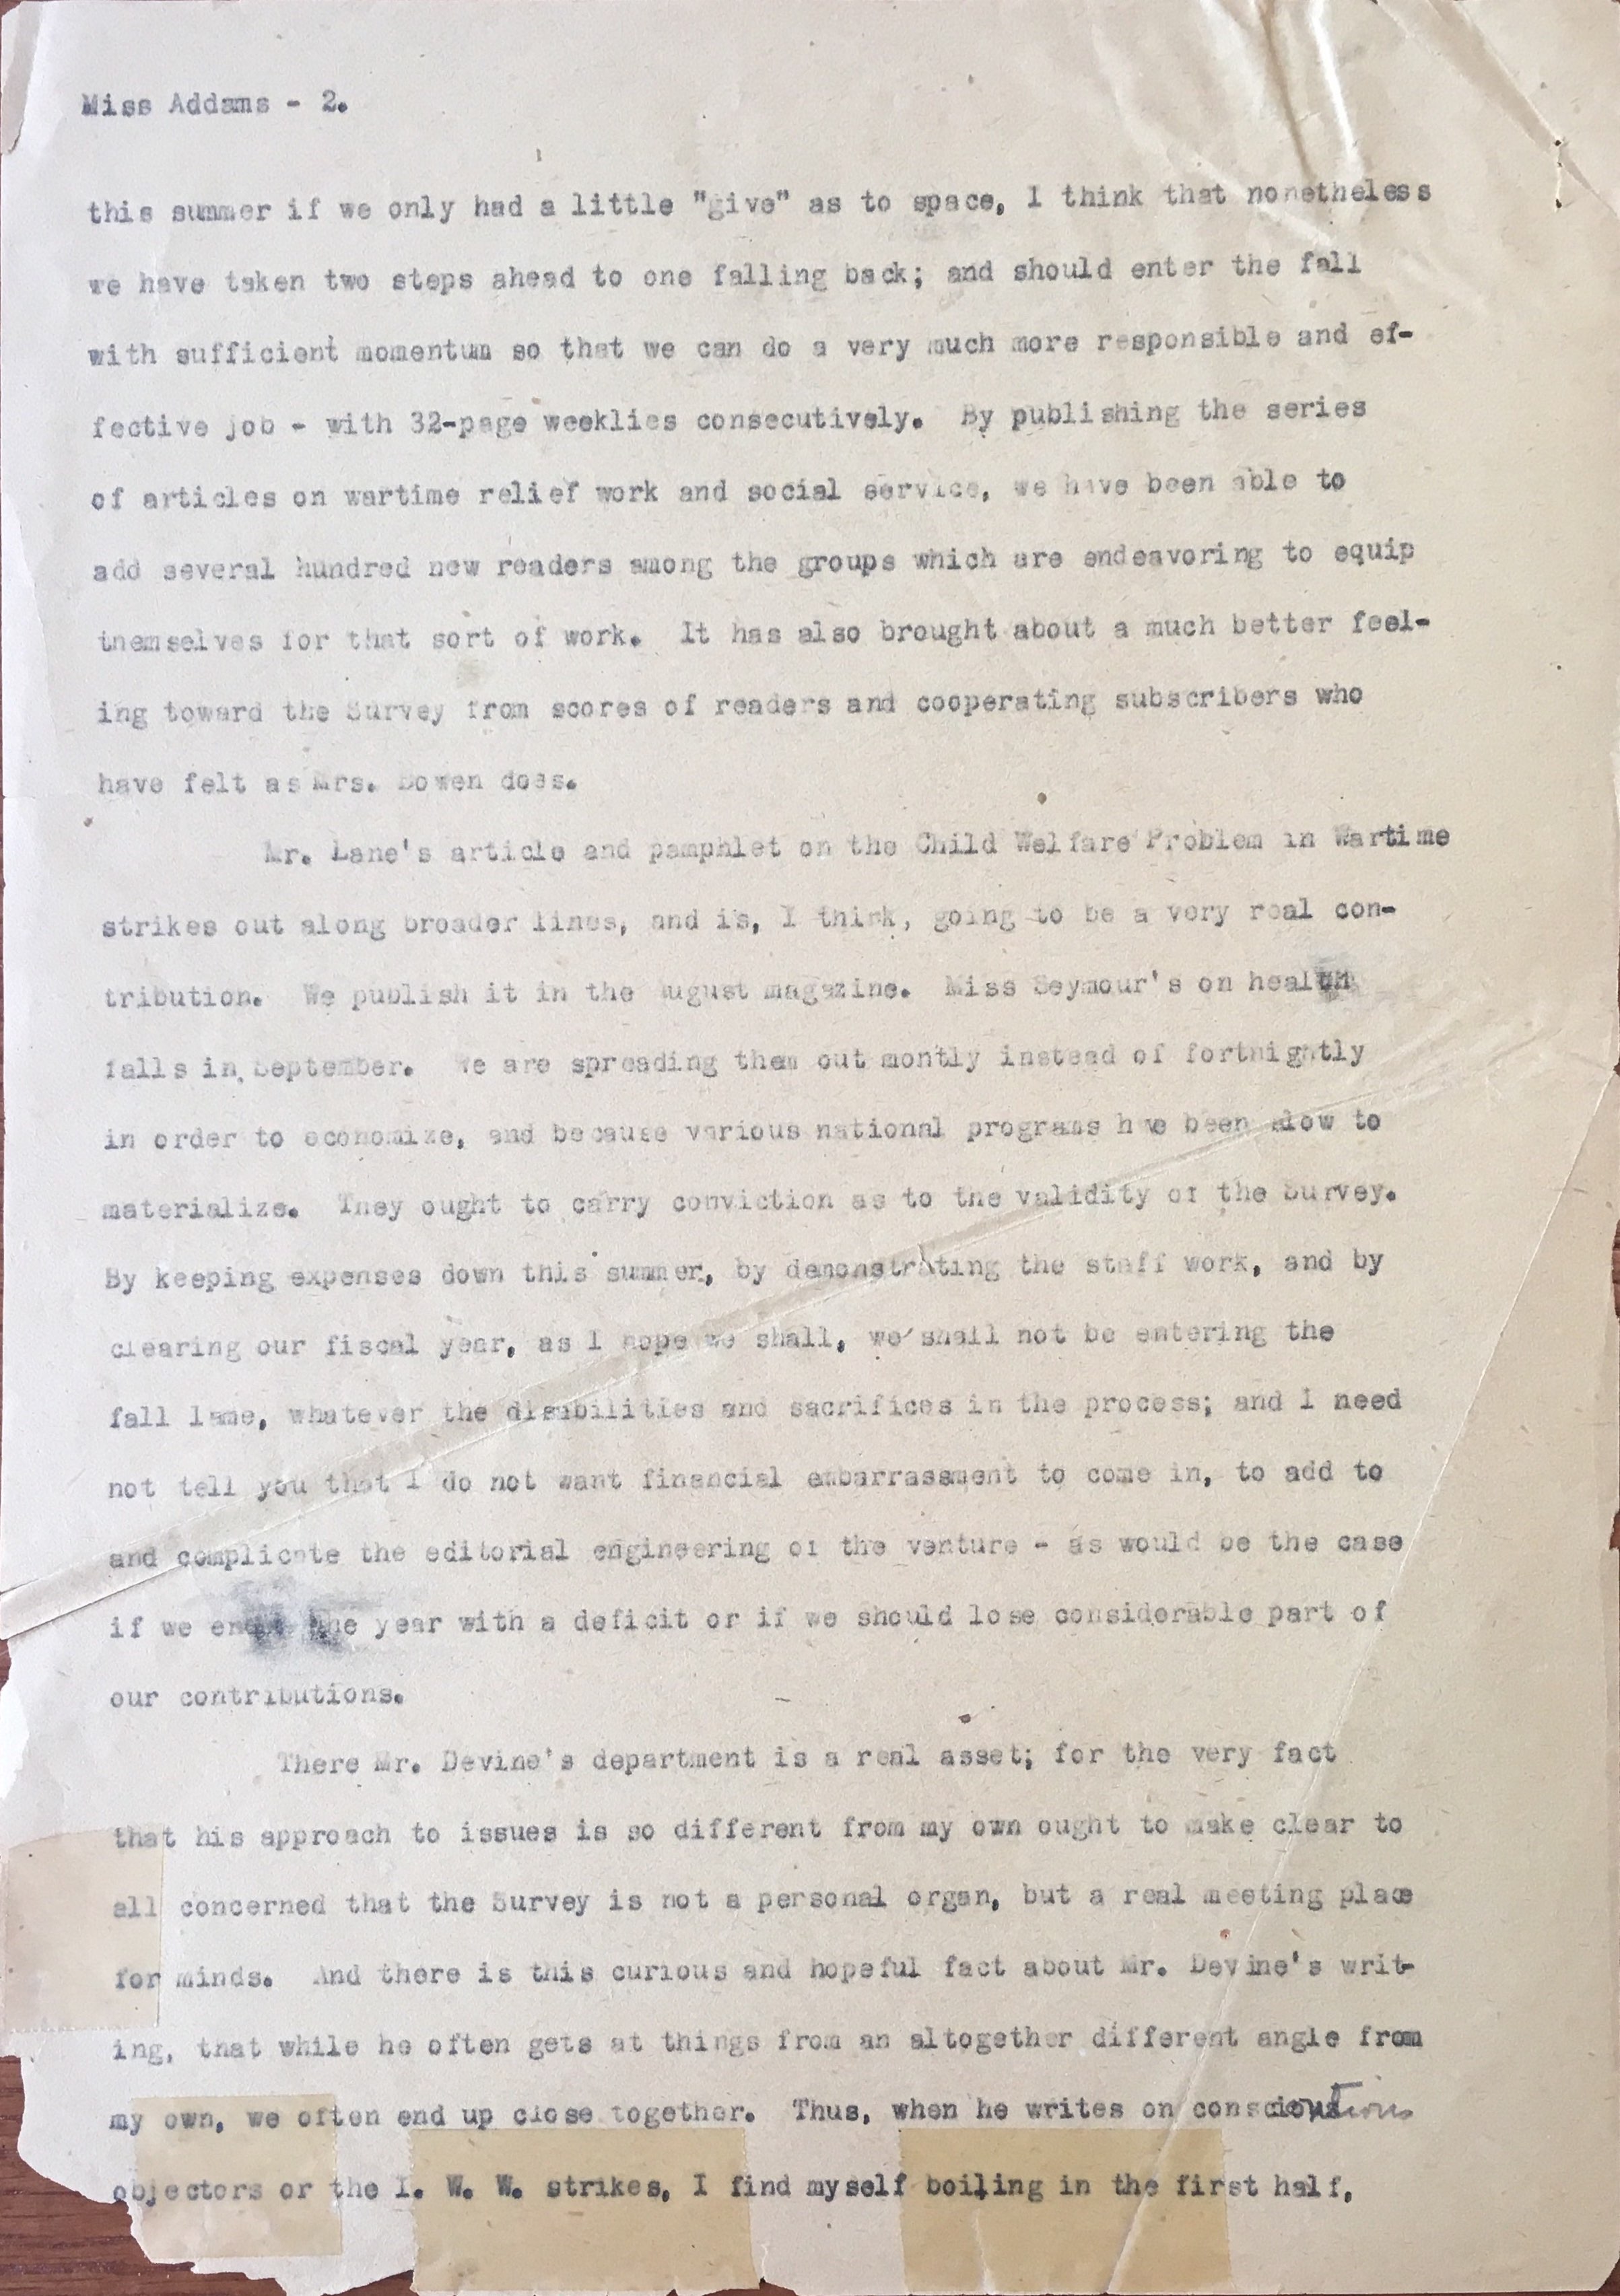 Miss Addams - 2.
this summer if we only had a little "give" as to space, I think that nonetheless
we have taken two steps ahead to one falling back; and should enter the fall
with sufficient momentum so that we can do a very much more responsible and ef-
fective job - with 32-page weeklies consecutively. By publishing the series
of articles on wartime relief work and social service, we have been able to
add several hundred new readers among the groups which are endeavoring to equip
themselves for that sort of work. It has also brought about a much better feel-
ing toward the Survey from scores of readers and cooperating subscribers who
have felt as Mrs. Bowen does.
Mr. Lane's article and pamphlet on the Child Welfare Problem in Wartime
strikes out along broader lines, and is, I think, going to be a very real con-
tribution. We publish it in the August magazine. Miss Seymour's on health
falls in September. We are spreading them out montly instead of fortnightly
in order to economize, and because various national programs have been slow to
materialize. They ought to carry conviction as to the validity of the Survey.
By keeping expenses down this summer, by demonstrating the staff work, and by
clearing our fiscal year, as I hope we shall, we shall not be entering the
fall lame, whatever the disabilities and sacrifices in the process; and I need
not tell you that I do not want financial embarrassment to come in, to add to
and complicate the editorial engineering of the venture - as would be the case
if we the year with a deficit or if we should lose considerable part of
our contributions.
There Mr. Devine's department is a real asset; for the very fact
that his approach to issues is so different from my own ought to make clear to
all concerned that the Survey is not a personal organ, but a real meeting place
for minds. And there is this curious and hopeful fact about Mr. Devine's writ-
ing, that while he often gets at things from an altogether different angle from
my own, we often end up close together. Thus, when he writes on conscientious
objectors or the I. W. W. strikes, I find myself boiling in the first half,